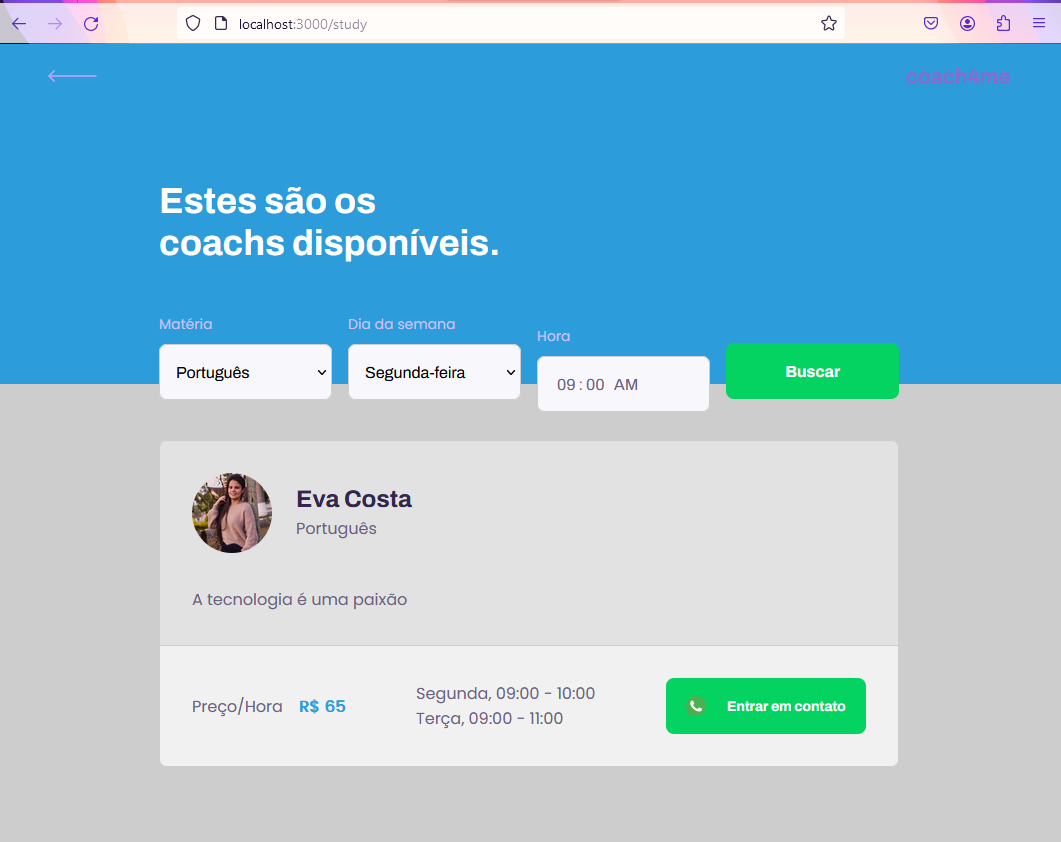 localhost:3000/study
coach4me
Estes são os
coachs disponíveis.
Matéria
Dia da semana
Hora
Português
Segunda-feira
09:00 AM
Buscar
Eva Costa
Português
A tecnologia é uma paixão
Preço/Hora R$ 65
Segunda, 09:00 - 10:00
Terça, 09:00 - 11:00
Entrar em contato